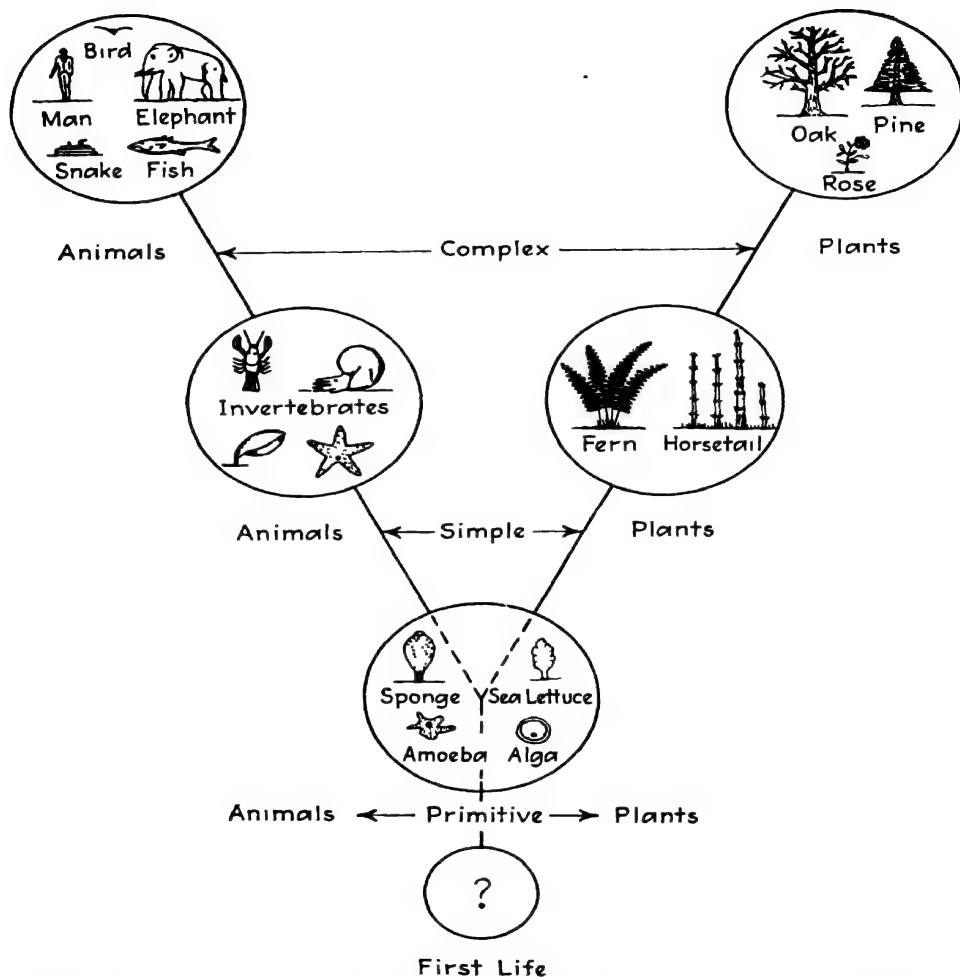 Bird
Man Elephant
Snake Fish
Oak Pine
Rose
Animals Complex Plants
Invertebrates
Fern Horsetail
Animals Simple Plants
Sponge Sea Lettuce
Amoeba Alga
Animals Primitive Plants
?
First Life